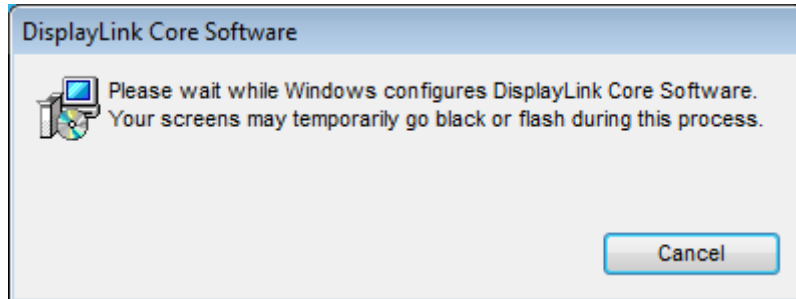 DisplayLink Core Software
Please wait while Windows configures DisplayLink Core Software.
Your screens may temporarily go black or flash during this process.
Cancel